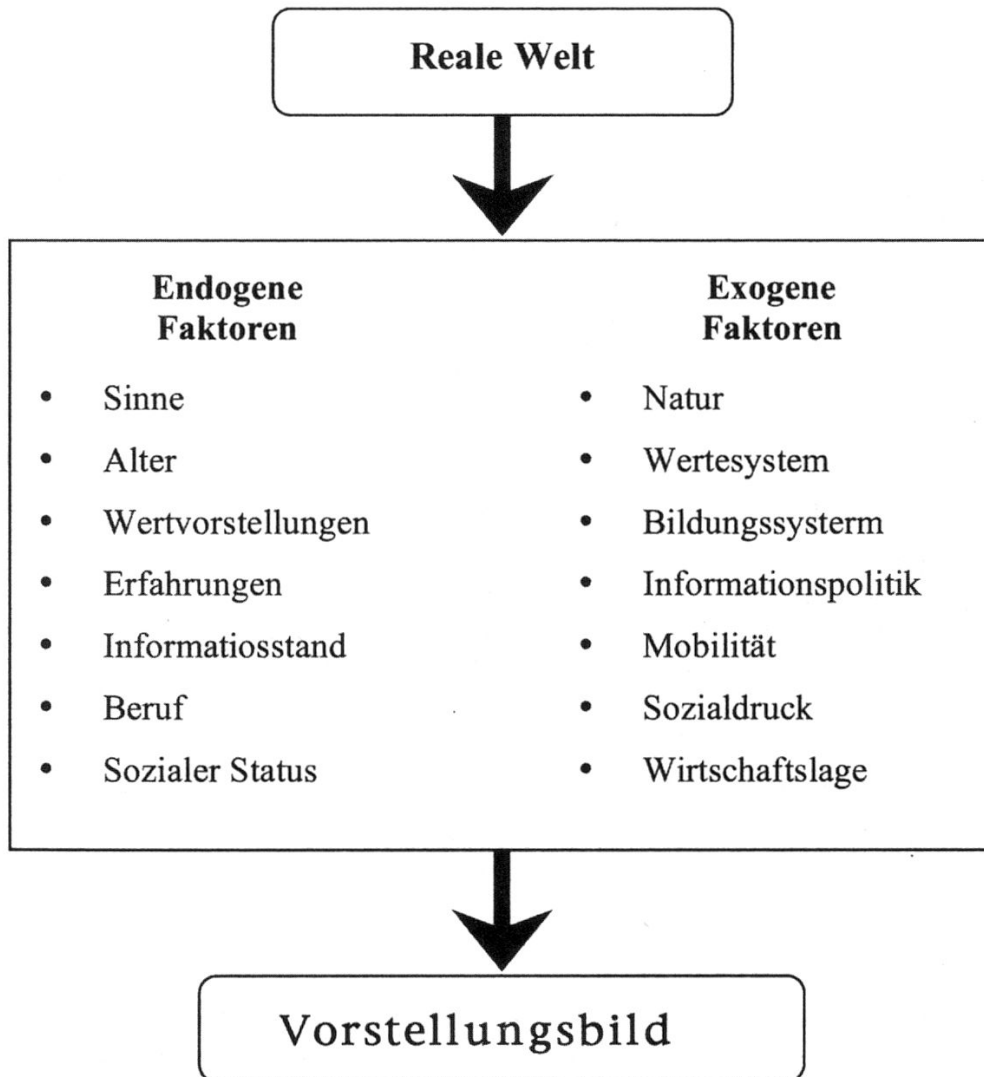 Reale Welt
Endogene
Faktoren
• Sinne
• Alter
• Wertvorstellungen
• Erfahrungen
• Informatiosstand
• Beruf
• Sozialer Status
Exogene
Faktoren
• Natur
• Wertesystem
• Bildungssysterm
• Informationspolitik
• Mobilität
• Sozialdruck
• Wirtschaftslage
Vorstellungsbild